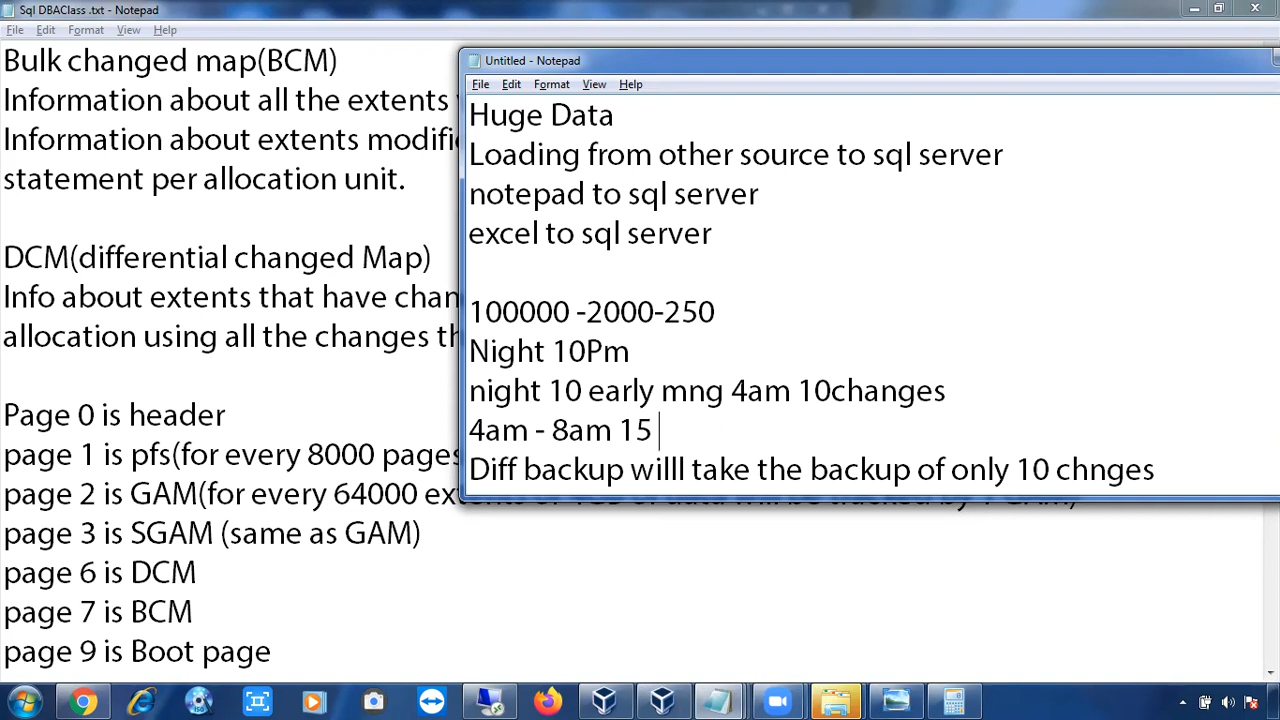 Sql DBAClass .txt - Notepad
File Edit Format View Help
Bulk changed map(BCM)
Information about all the extents
Information about extents modifi
statement per allocation unit.
DCM(differential changed Map)
Info about extents that have chan
allocation using all the changes th
Page 0 is header
page 1 is pfs(for every 8000 pages
page 2 is GAM(for every 64000
page 3 is SGAM (same as GAM)
page 6 is DCM
page 7 is BCM
page 9 is Boot page
Untitled - Notepad
File Edit Format View Help
Huge Data
Loading from other source to sql server
notepad to sql server
excel to sql server
100000 -2000-250
Night 10Pm
night 10 early mng 4am 10changes
4am - 8am 15
Diff backup willl take the backup of only 10 chnges